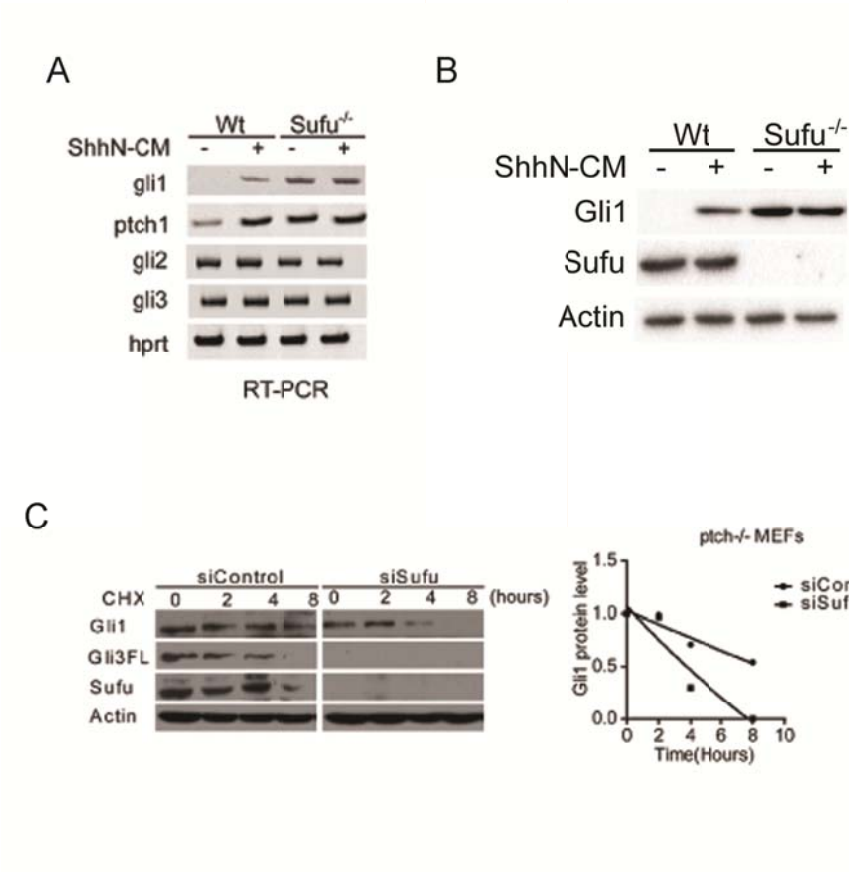 A
Wt Sufu-/-
ShhN-CM - + - +
gli1
ptch1
gli2
gli3
hprt
RT-PCR
B
Wt Sufu-/-
ShhN-CM - + - +
Gli1
Sufu
Actin
C
siControl siSufu
CHX 0 2 4 8 0 2 4 8 (hours)
Gli1
Gli3FL
Sufu
Actin
ptch-/- MEFs
1.5
1.0
0.5
0.0
Gli1 protein level
siCor
siSuf
0 2 4 6 8 10
Time(Hours)